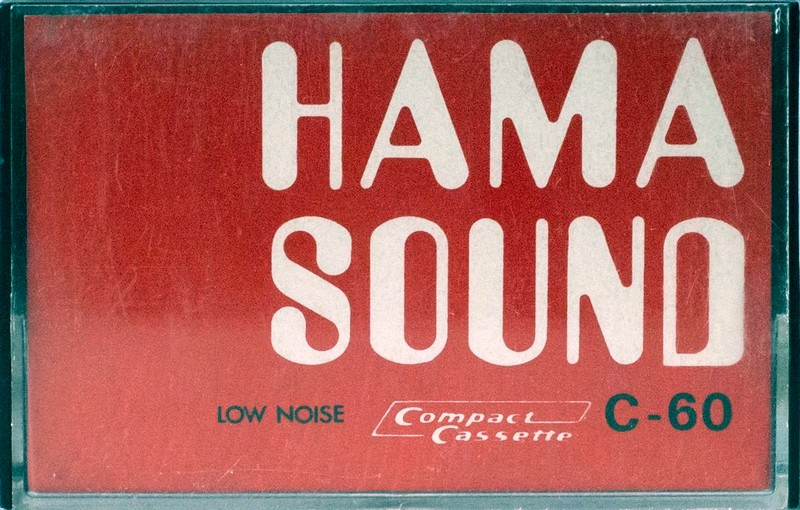 HAMA
SOUND
LOW NOISE Compact Cassette C-60